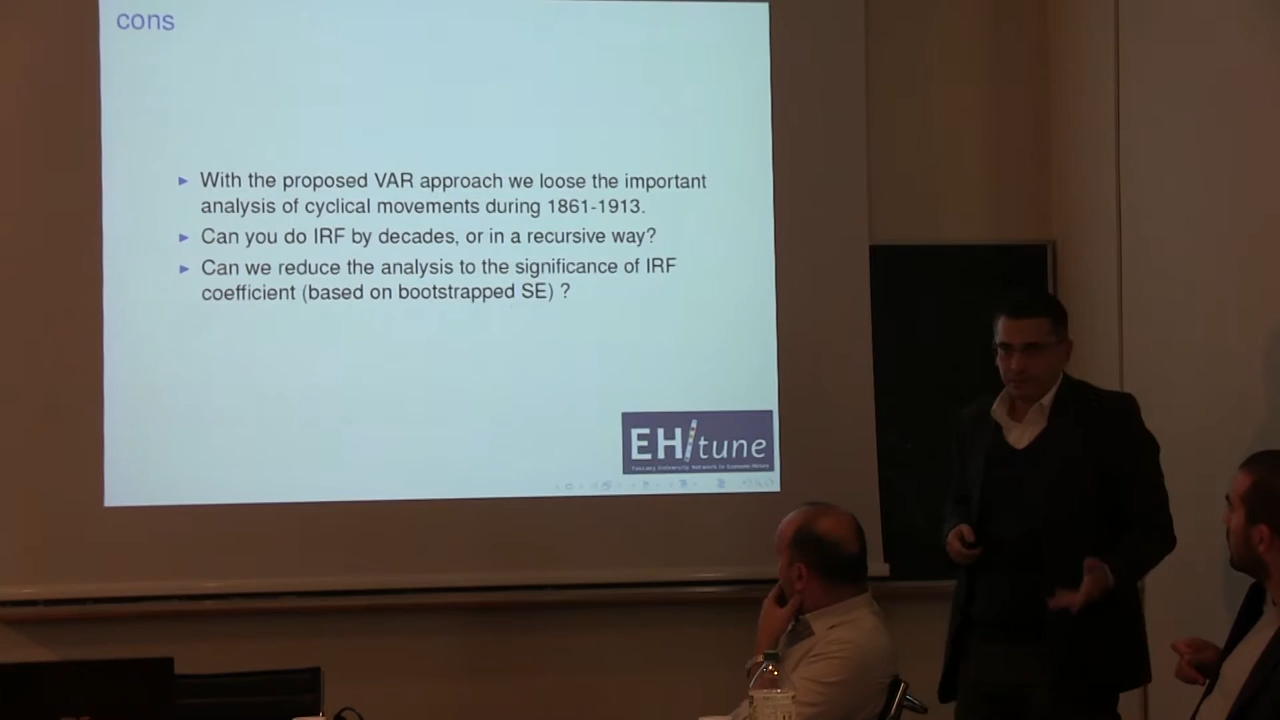 cons
► With the proposed VAR approach we loose the important
analysis of cyclical movements during 1861-1913.
► Can you do IRF by decades, or in a recursive way?
► Can we reduce the analysis to the significance of IRF
coefficient (based on bootstrapped SE) ?
EH/tune
Tuscany University Network in Economic History